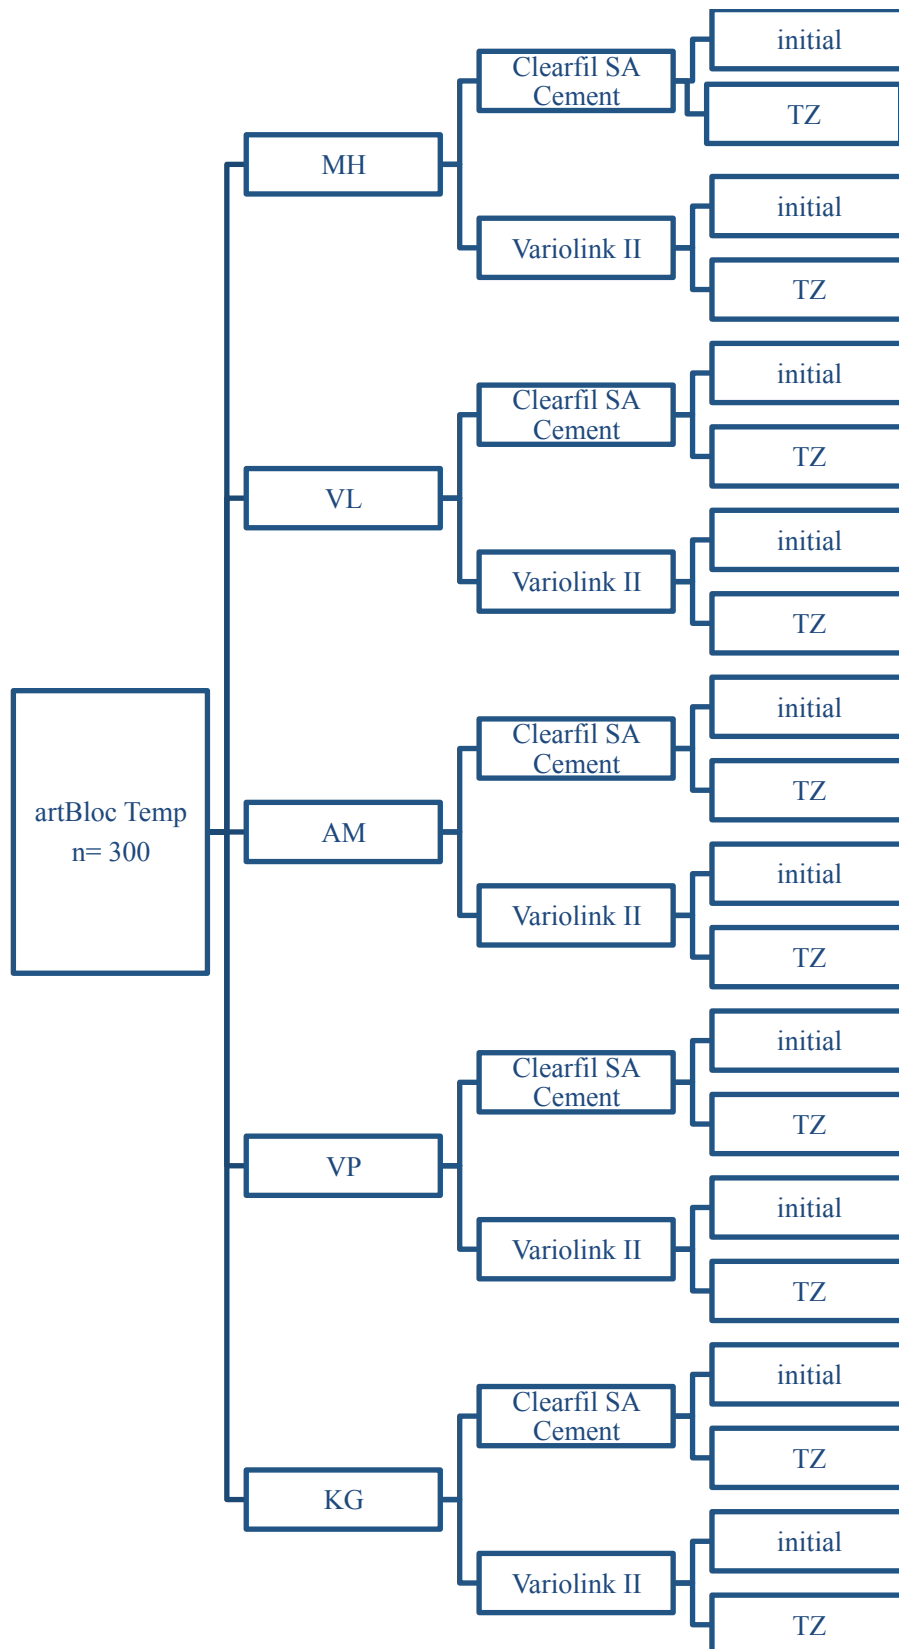 initial
Clearfil SA
Cement
TZ
MH
initial
Variolink II
TZ
initial
Clearfil SA
Cement
TZ
VL
initial
Variolink II
TZ
initial
Clearfil SA
Cement
TZ
artBloc Temp
n= 300
AM
initial
Variolink II
TZ
initial
Clearfil SA
Cement
TZ
VP
initial
Variolink II
TZ
initial
Clearfil SA
Cement
TZ
KG
initial
Variolink II
TZ